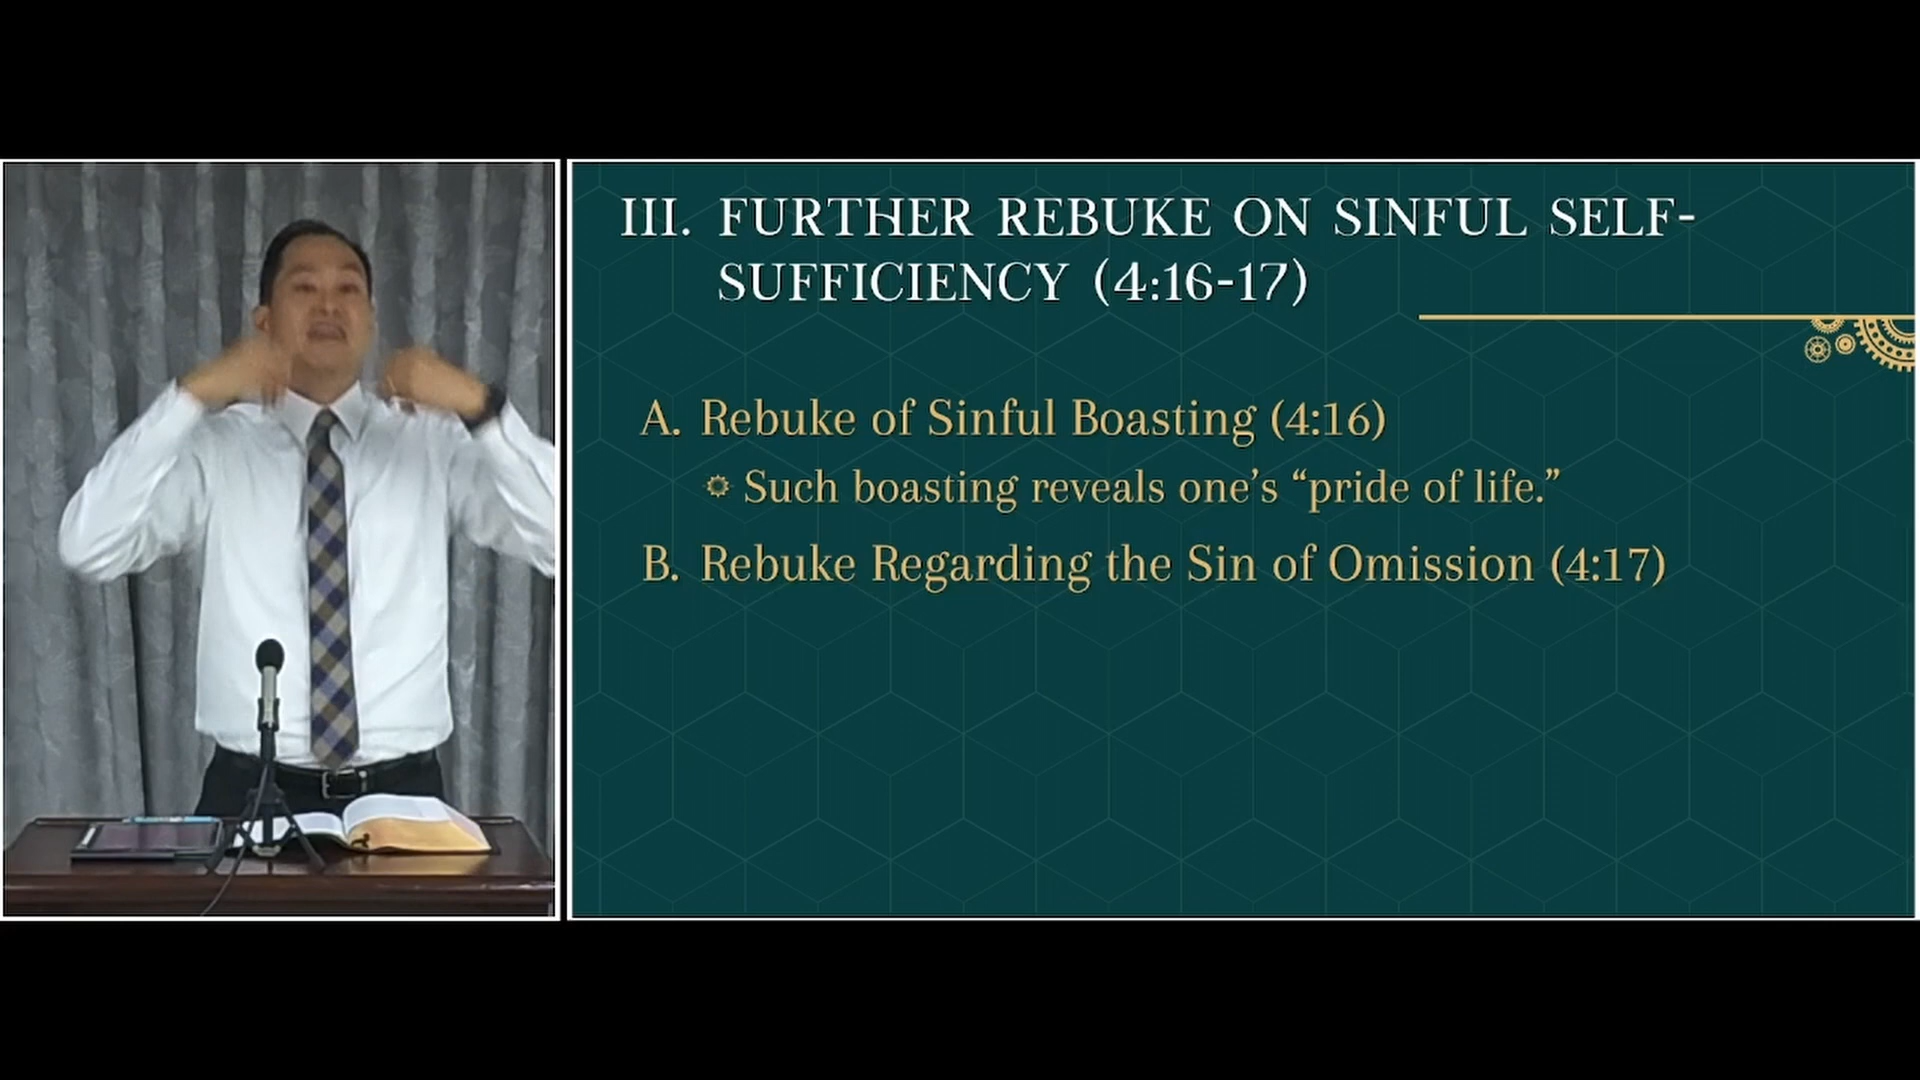 III. FURTHER REBUKE ON SINFUL SELF-
SUFFICIENCY (4:16-17)
A. Rebuke of Sinful Boasting (4:16)
Such boasting reveals one’s “pride of life.”
B. Rebuke Regarding the Sin of Omission (4:17)